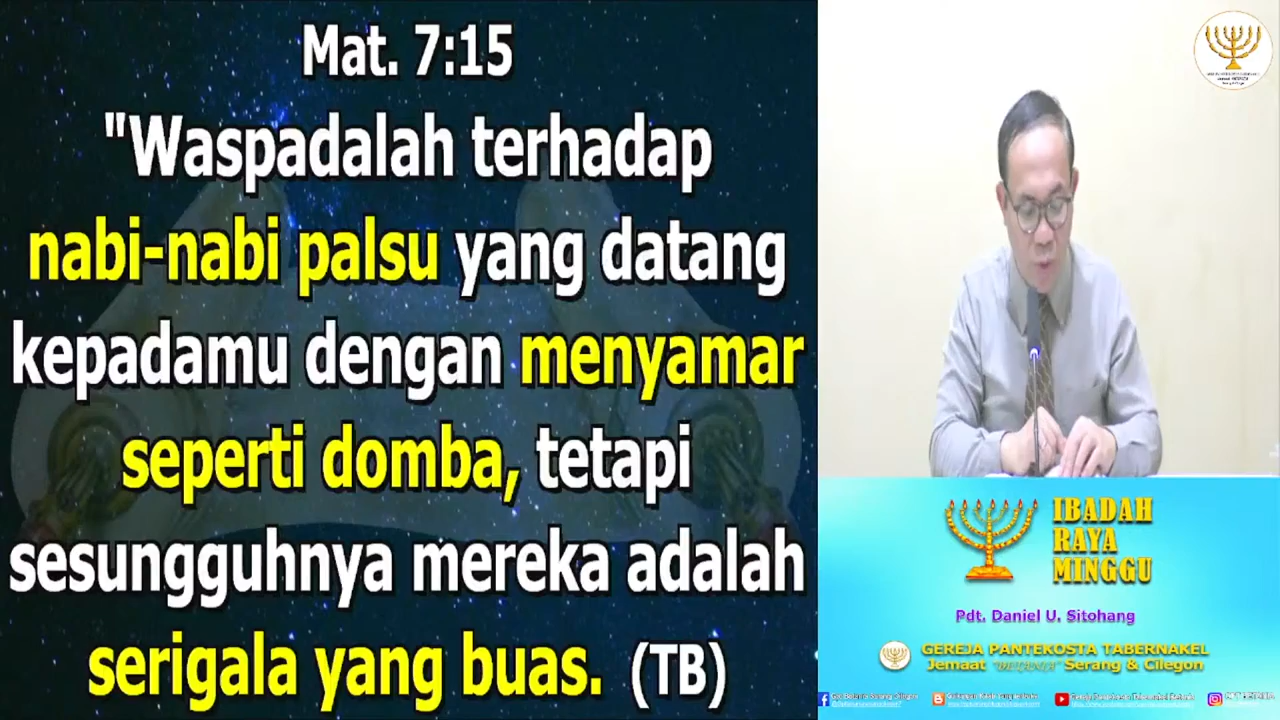 Mat. 7:15
"Waspadalah terhadap
nabi-nabi palsu yang datang
kepadamu dengan menyamar
seperti domba, tetapi
sesungguhnya mereka adalah
serigala yang buas. (TB)
IBADAH
RAYA
MINGGU
Pdt. Daniel U. Sitohang
GEREJA PANTEKOSTA TABERNAKEL
Jemaat "BETANIA" Serang & Cilegon